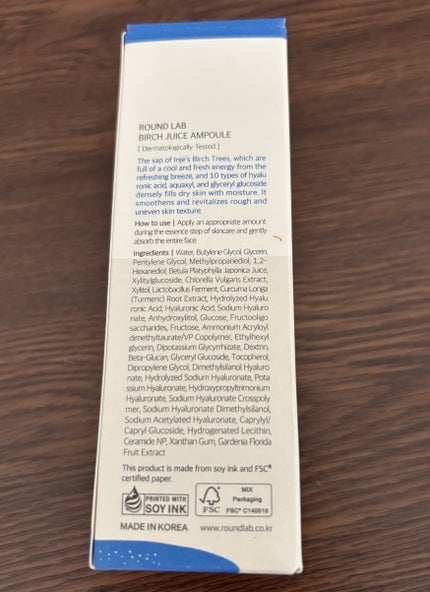 ROUND LAB
BIRCH JUICE AMPOULE
[ Dermatologically Tested ]
The sap of Inje's Birch Trees, which are
full of a cool and fresh energy from the
refreshing breeze, and 10 types of hyalu
ronic acid, aquaxyl, and glyceryl glucoside
densely fills dry skin with moisture. It
smoothens and revitalizes rough and
uneven skin texture.
How to use | Apply an appropriate amount
during the essence step of skincare and gently
absorb the entire face.
Ingredients | Water, Butylene Glycol, Glycerin,
Pentylene Glycol, Methylpropanediol, 1,2-
Hexanediol, Betula Platyphylla Japonica Juice,
Xylitylglucoside, Chlorella Vulgaris Extract,
Xylitol, Lactobacillus Ferment, Curcuma Longa
(Turmeric) Root Extract, Hydrolyzed Hyalu
ronic Acid, Hyaluronic Acid, Sodium Hyaluro
nate, Anhydroxylitol, Glucose, Fructooligo
saccharides, Fructose, Ammonium Acryloyl
dimethyltaurate/VP Copolymer, Ethylhexyl
glycerin, Dipotassium Glycyrrhizate, Dextrin,
Beta-Glucan, Glyceryl Glucoside, Tocopherol,
Dipropylene Glycol, Dimethylsilanol Hyaluro
nate, Hydrolyzed Sodium Hyaluronate, Pota
ssium Hyaluronate, Hydroxypropyltrimonium
Hyaluronate, Sodium Hyaluronate Crosspoly
mer, Sodium Hyaluronate Dimethylsilanol,
Sodium Acetylated Hyaluronate, Caprylyl/
Capryl Glucoside, Hydrogenated Lecithin,
Ceramide NP, Xanthan Gum, Gardenia Florida
Fruit Extract
This product is made from soy ink and FSC®
certified paper.
PRINTED WITH
SOY INK
FSC
MIX
Packaging
FSC® C140518
MADE IN KOREA www.roundlab.co.kr